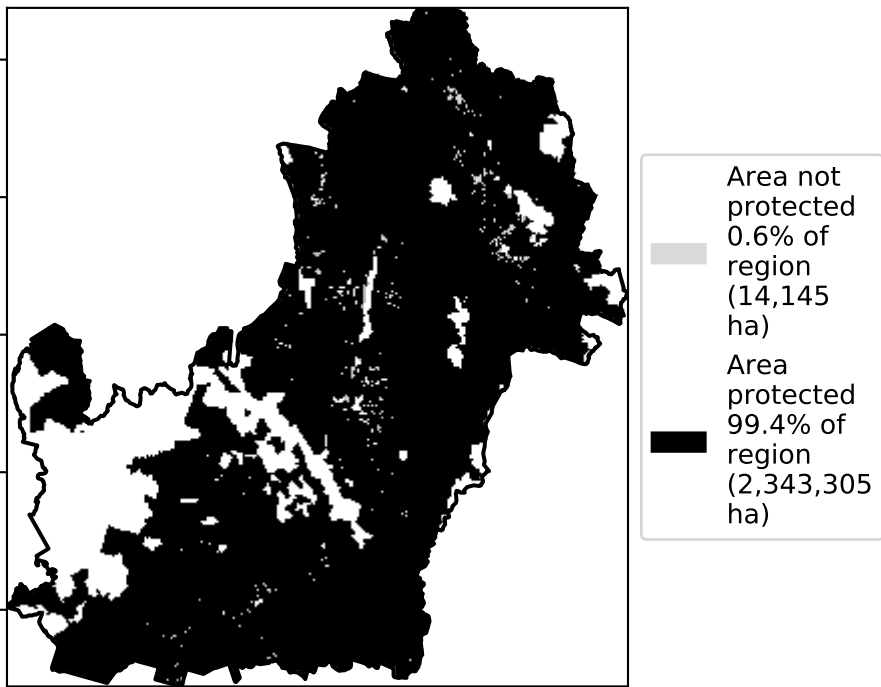 Area not
protected
0.6% of
region
(14,145
ha)
Area
protected
99.4% of
region
(2,343,305
ha)